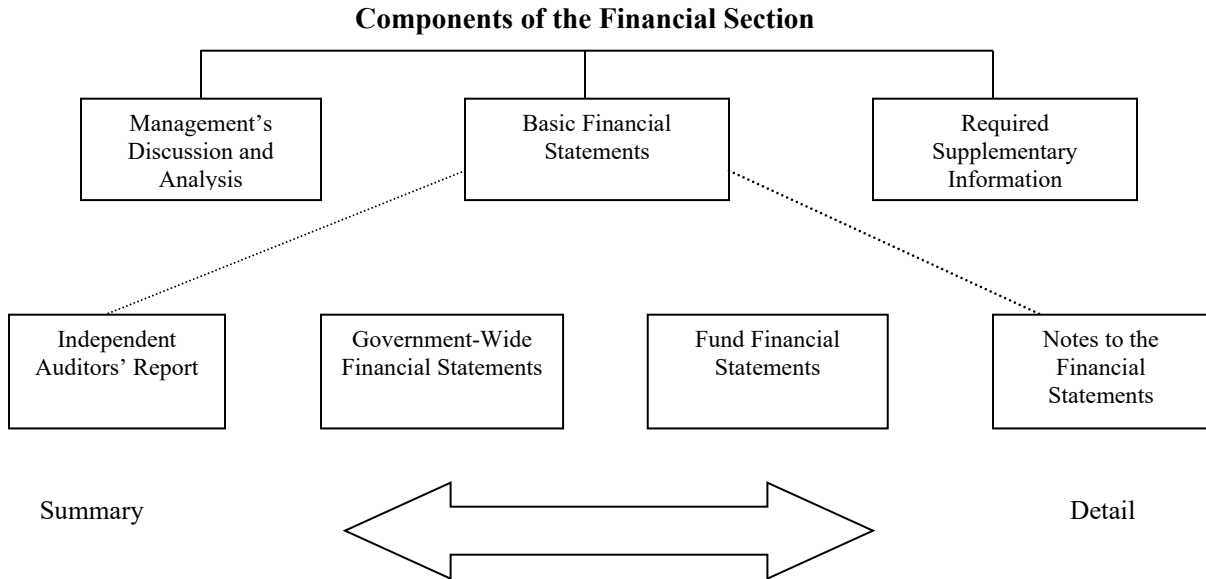 Components of the Financial Section
Management’s
Discussion and
Analysis
Basic Financial
Statements
Required
Supplementary
Information
Independent
Auditors’ Report
Government-Wide
Financial Statements
Fund Financial
Statements
Notes to the
Financial
Statements
Summary
Detail